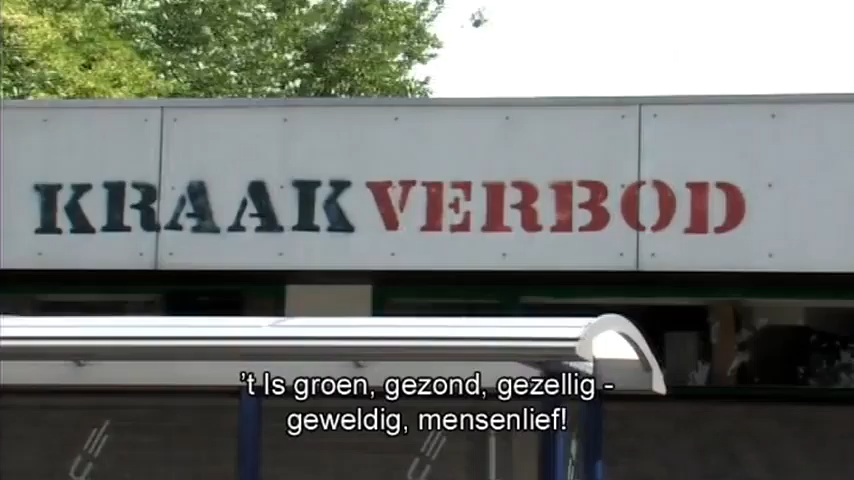 KRAAKVERBOD
't Is groen, gezond, gezellig -
geweldig, mensenlief!